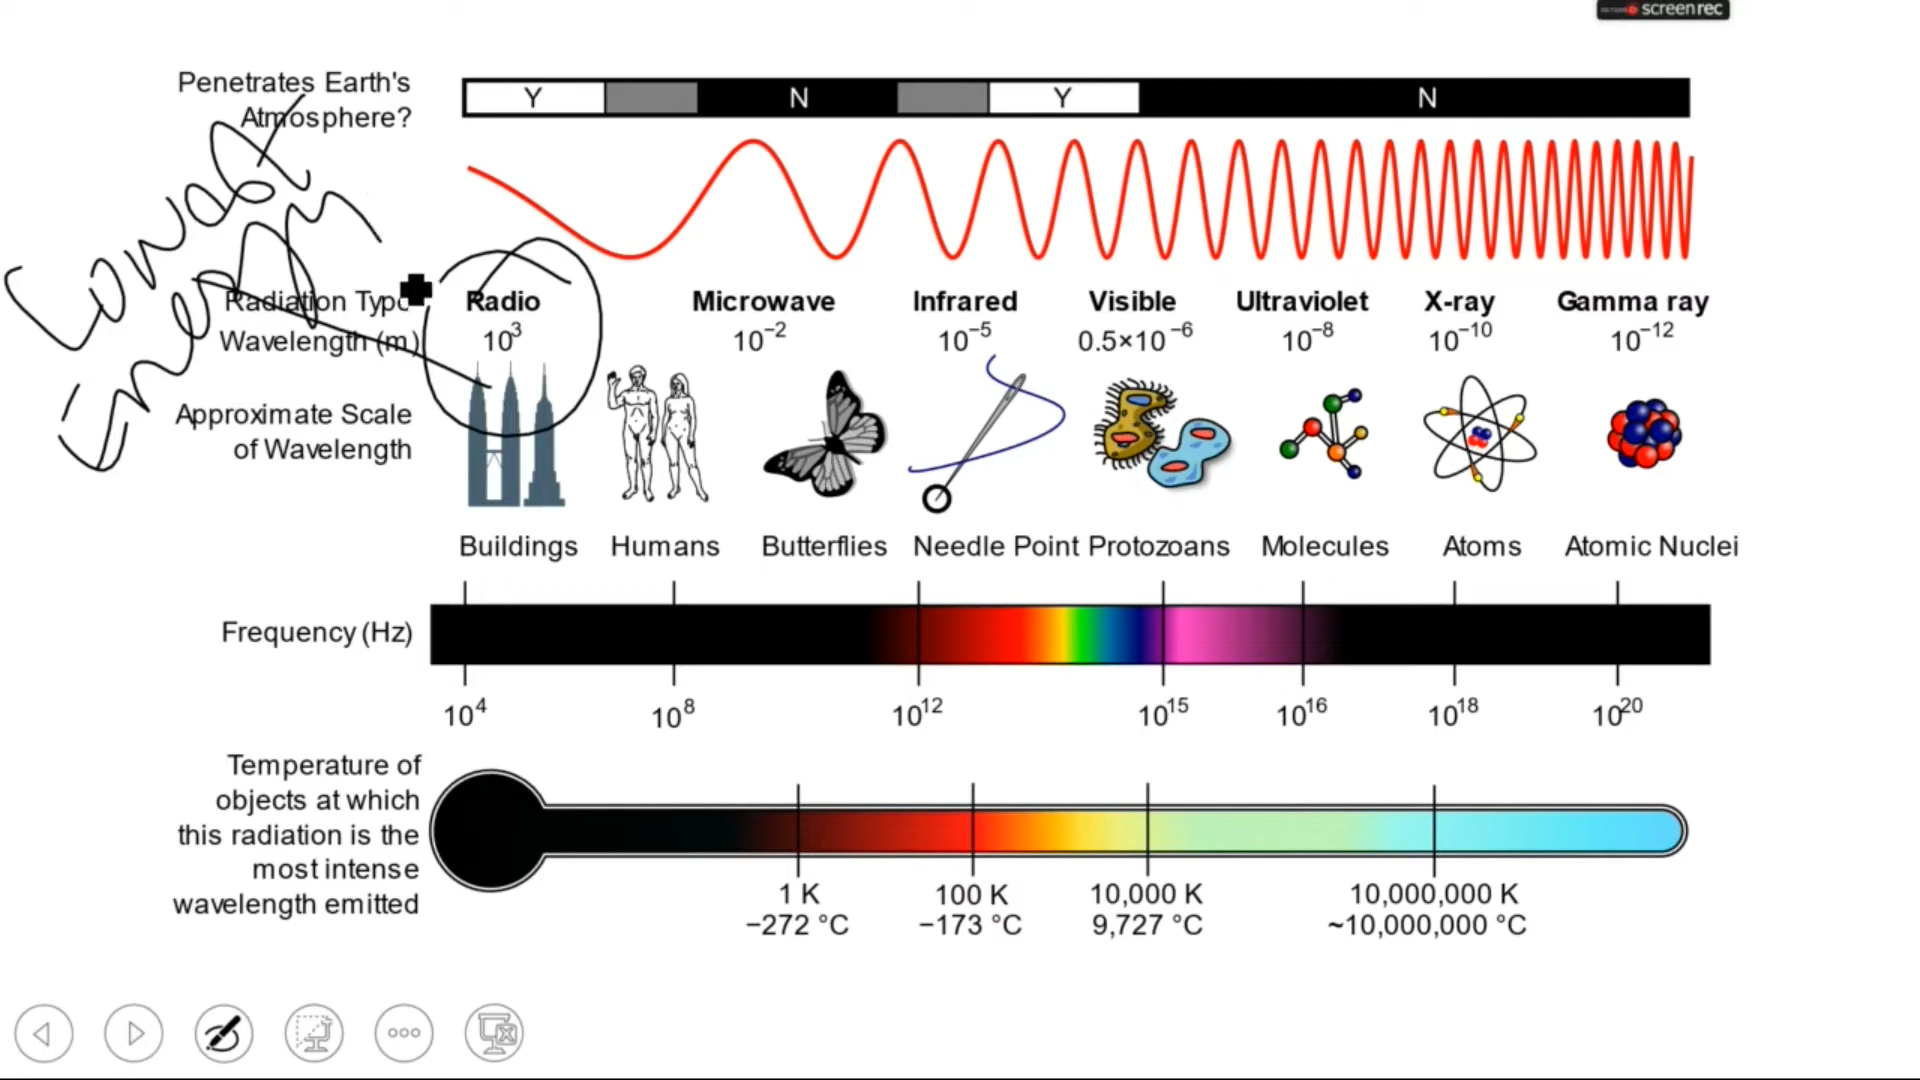 screenrec
Penetrates Earth's
Atmosphere?
Y N Y N
Lowest
Energy
Radiation Type
Radio Microwave Infrared Visible Ultraviolet X-ray Gamma ray
Wavelength (m)
10³ 10⁻² 10⁻⁵ 0.5×10⁻⁶ 10⁻⁸ 10⁻¹⁰ 10⁻¹²
Approximate Scale
of Wavelength
Buildings Humans Butterflies Needle Point Protozoans Molecules Atoms Atomic Nuclei
Frequency (Hz)
10⁴ 10⁸ 10¹² 10¹⁵ 10¹⁶ 10¹⁸ 10²⁰
Temperature of
objects at which
this radiation is the
most intense
wavelength emitted
1 K 100 K 10,000 K 10,000,000 K
−272 °C −173 °C 9,727 °C ~10,000,000 °C